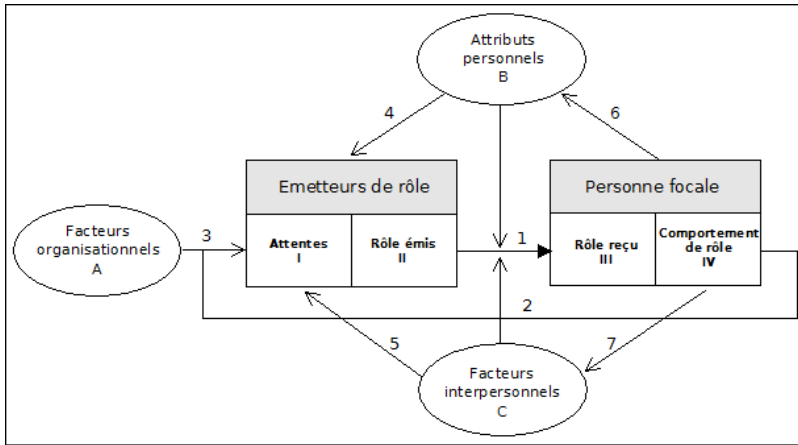 Attributs
personnels
B
4
6
Emetteurs de rôle
Personne focale
Facteurs
organisationnels
A
3
Attentes
I
Rôle émis
II
1
Rôle reçu
III
Comportement
de rôle
IV
2
5
7
Facteurs
interpersonnels
C